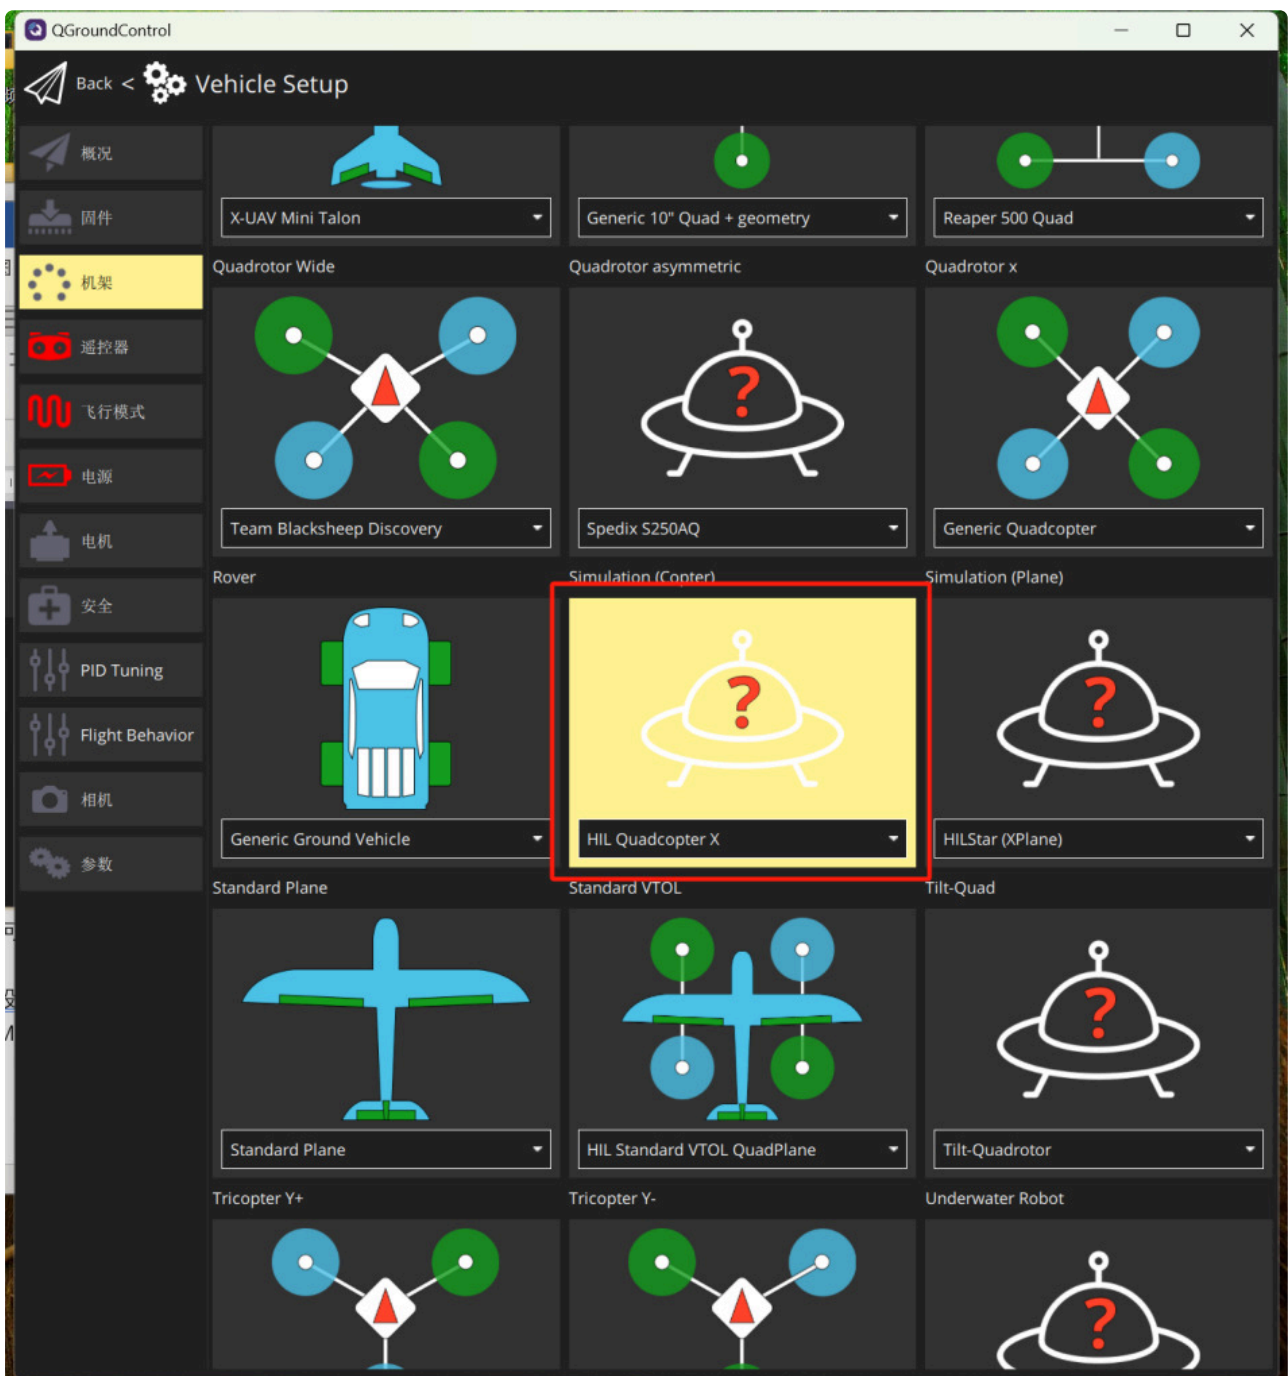 QGroundControl
Back < Vehicle Setup
概况
固件
机架
遥控器
飞行模式
电源
电机
安全
PID Tuning
Flight Behavior
相机
参数
X-UAV Mini Talon
Generic 10" Quad + geometry
Reaper 500 Quad
Quadrotor Wide
Quadrotor asymmetric
Quadrotor x
?
Team Blacksheep Discovery
Spedix S250AQ
Generic Quadcopter
Rover
Simulation (Copter)
Simulation (Plane)
?
?
Generic Ground Vehicle
HIL Quadcopter X
HILStar (XPlane)
Standard Plane
Standard VTOL
Tilt-Quad
?
Standard Plane
HIL Standard VTOL QuadPlane
Tilt-Quadrotor
Tricopter Y+
Tricopter Y-
Underwater Robot
?